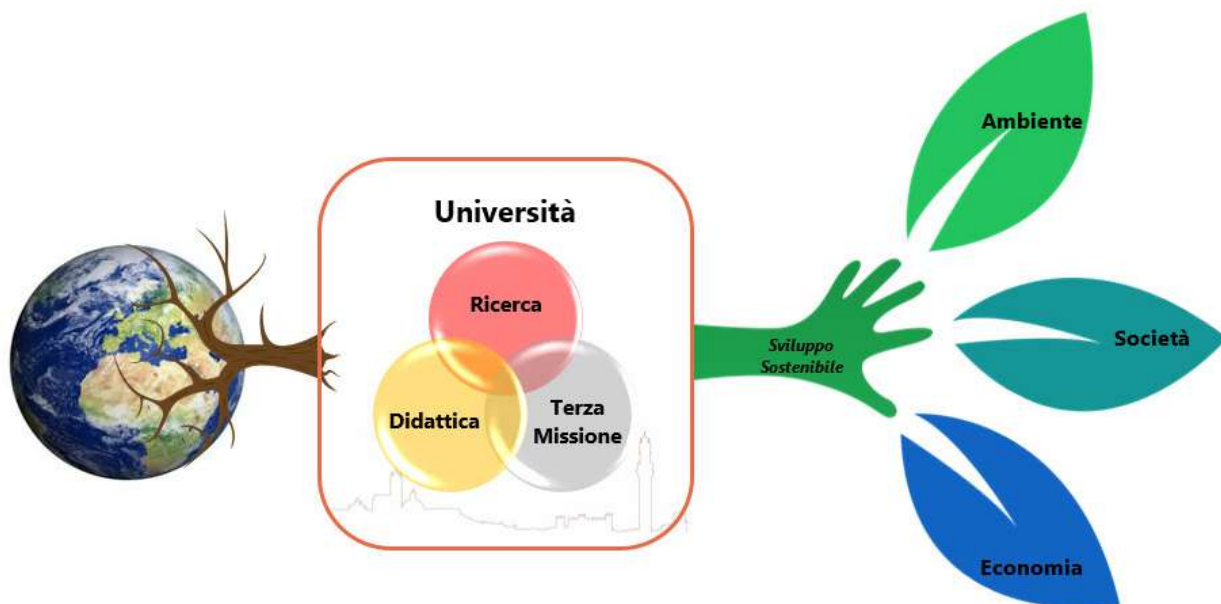 Università
Ricerca
Didattica
Terza
Missione
Sviluppo
Sostenibile
Ambiente
Società
Economia